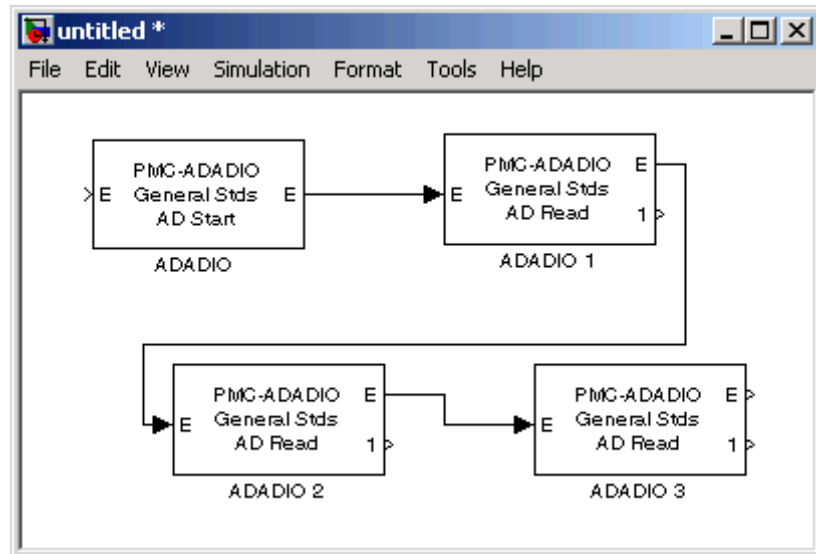 untitled *
File Edit View Simulation Format Tools Help
PMC-ADADIO
E General Stds E
AD Start
ADADIO
PMC-ADADIO E
E General Stds
AD Read 1
ADADIO 1
PMC-ADADIO E
E General Stds
AD Read 1
ADADIO 2
PMC-ADADIO E
E General Stds
AD Read 1
ADADIO 3